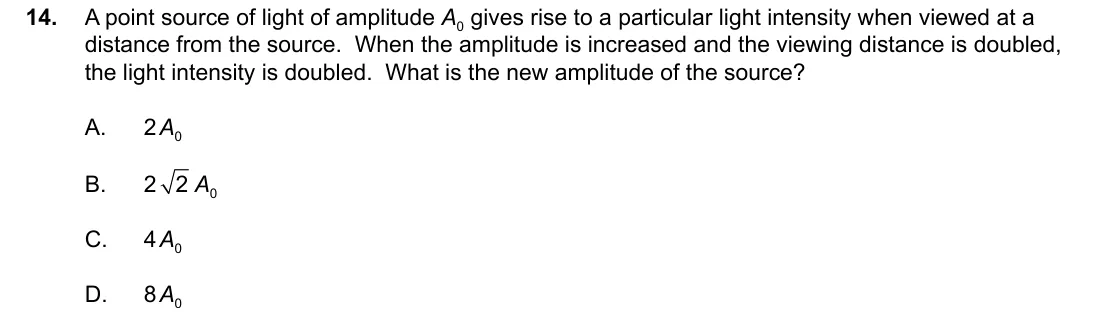 14. A point source of light of amplitude A₀ gives rise to a particular light intensity when viewed at a
distance from the source. When the amplitude is increased and the viewing distance is doubled,
the light intensity is doubled. What is the new amplitude of the source?
A. 2A₀
B. 2√2 A₀
C. 4A₀
D. 8A₀